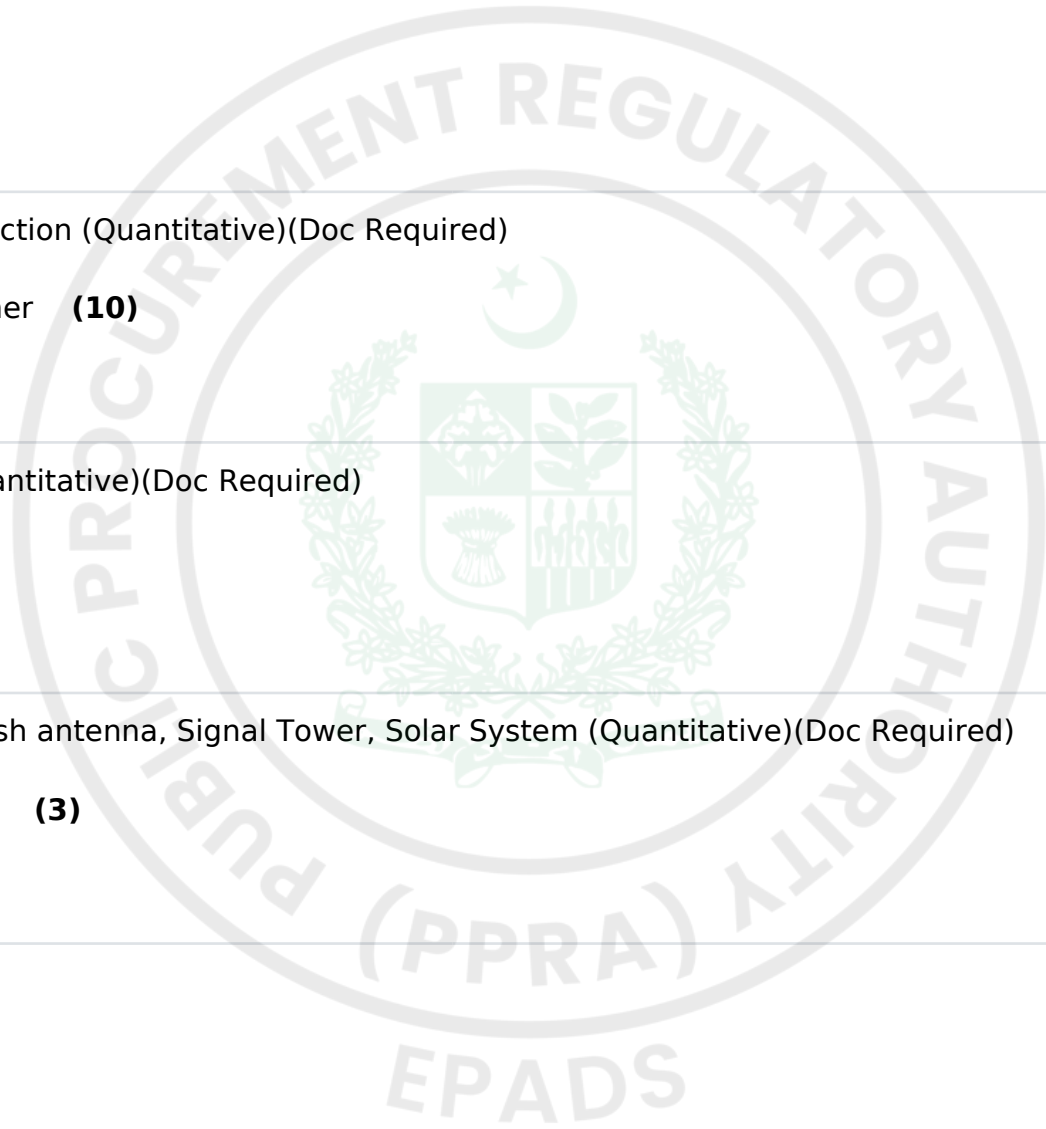 ction (Quantitative)(Doc Required)
er (10)
antitative)(Doc Required)
sh antenna, Signal Tower, Solar System (Quantitative)(Doc Required)
(3)
PUBLIC PROCUREMENT REGULATORY AUTHORITY
(PPRA)
EPADS